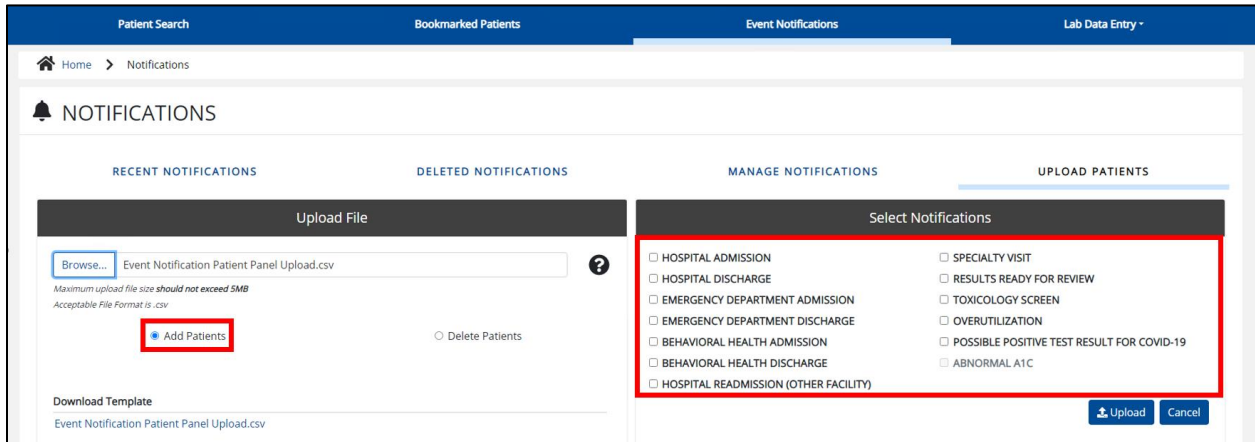 Patient Search Bookmarked Patients Event Notifications Lab Data Entry
Home > Notifications
NOTIFICATIONS
RECENT NOTIFICATIONS DELETED NOTIFICATIONS MANAGE NOTIFICATIONS UPLOAD PATIENTS
Upload File
Browse... Event Notification Patient Panel Upload.csv ?
Maximum upload file size should not exceed 5MB
Acceptable File Format is .csv
Add Patients Delete Patients
Download Template
Event Notification Patient Panel Upload.csv
Select Notifications
HOSPITAL ADMISSION
HOSPITAL DISCHARGE
EMERGENCY DEPARTMENT ADMISSION
EMERGENCY DEPARTMENT DISCHARGE
BEHAVIORAL HEALTH ADMISSION
BEHAVIORAL HEALTH DISCHARGE
HOSPITAL READMISSION (OTHER FACILITY)
SPECIALTY VISIT
RESULTS READY FOR REVIEW
TOXICOLOGY SCREEN
OVERUTILIZATION
POSSIBLE POSITIVE TEST RESULT FOR COVID-19
ABNORMAL A1C
Upload Cancel